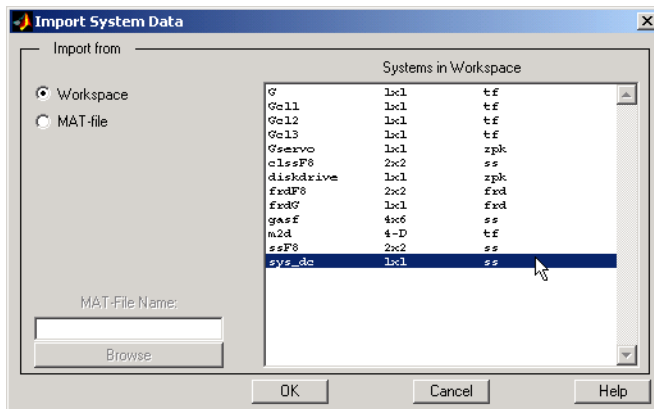 Import System Data
Import from
Systems in Workspace
Workspace
MAT-file
G 1x1 tf
Gcl1 1x1 tf
Gcl2 1x1 tf
Gcl3 1x1 tf
Gservo 1x1 zpk
clssF8 2x2 ss
diskdrive 1x1 zpk
frdF8 2x2 frd
frdG 1x1 frd
gasf 4x6 ss
m2d 4-D tf
ssF8 2x2 ss
sys_dc 1x1 ss
MAT-File Name:
Browse
OK Cancel Help